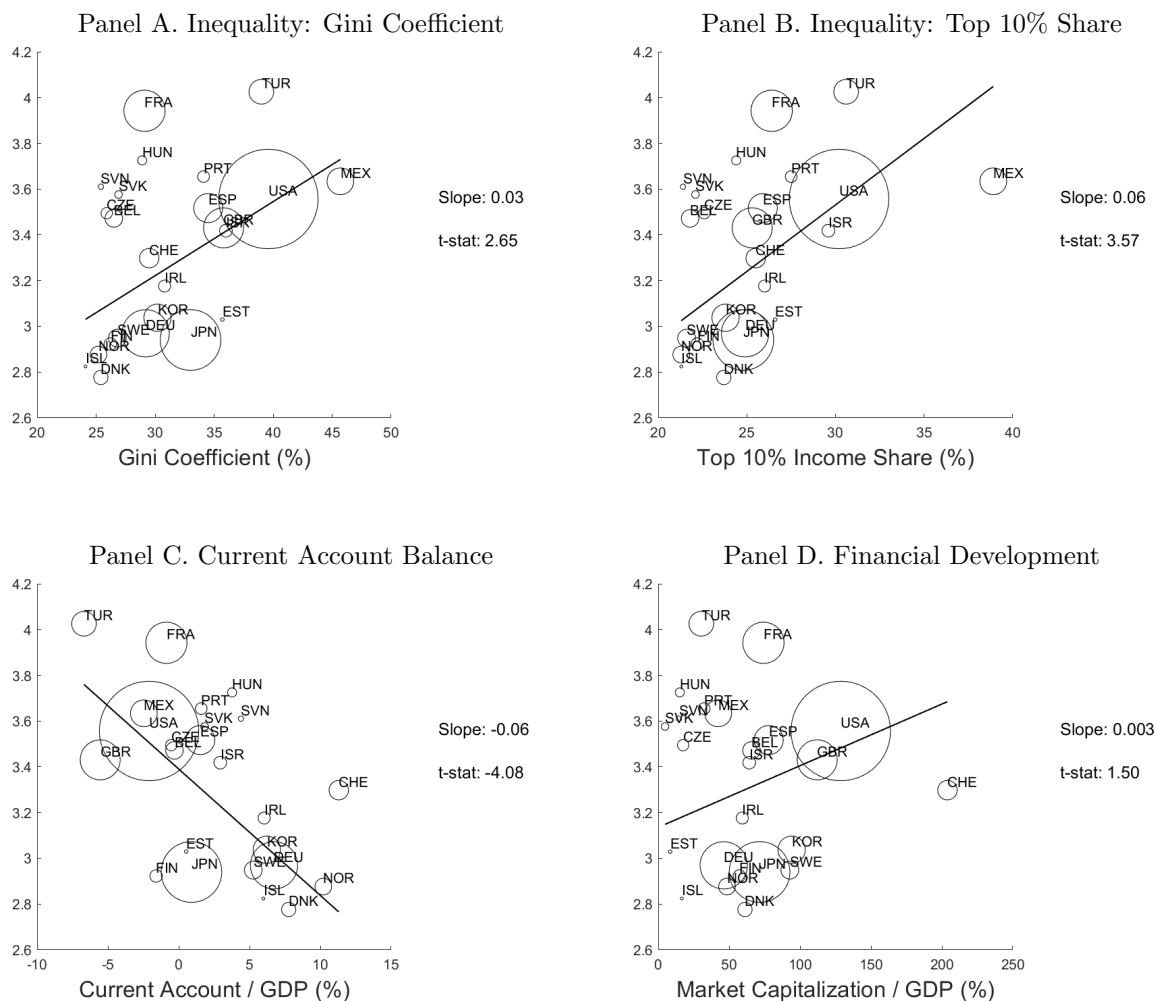 Panel A. Inequality: Gini Coefficient
4.2
4
3.8
3.6
3.4
3.2
3
2.8
2.6
TUR
FRA
HUN
PRT
MEX
SVN
SVK
USA
CZE
BEL
ESP
GBR
ISR
CHE
IRL
KOR
EST
SWE
DEU
JPN
FIN
NOR
ISL
DNK
20 25 30 35 40 45 50
Gini Coefficient (%)
Slope: 0.03
t-stat: 2.65
Panel B. Inequality: Top 10% Share
4.2
4
3.8
3.6
3.4
3.2
3
2.8
2.6
TUR
FRA
HUN
PRT
MEX
SVN
SVK
USA
CZE
BEL
ESP
GBR
ISR
CHE
IRL
KOR
EST
SWE
DEU
JPN
FIN
NOR
ISL
DNK
20 25 30 35 40
Top 10% Income Share (%)
Slope: 0.06
t-stat: 3.57
Panel C. Current Account Balance
4.2
4
3.8
3.6
3.4
3.2
3
2.8
2.6
TUR
FRA
HUN
MEX
PRT
SVN
USA
SVK
CZE
BEL
ESP
GBR
ISR
CHE
IRL
KOR
EST
DEU
FIN
JPN
SWE
NOR
ISL
DNK
-10 -5 0 5 10 15
Current Account / GDP (%)
Slope: -0.06
t-stat: -4.08
Panel D. Financial Development
4.2
4
3.8
3.6
3.4
3.2
3
2.8
2.6
TUR
FRA
HUN
PRT
MEX
SVN
SVK
USA
CZE
BEL
ESP
ISR
GBR
CHE
IRL
EST
KOR
DEU
FIN
JPN
SWE
NOR
ISL
DNK
0 50 100 150 200 250
Market Capitalization / GDP (%)
Slope: 0.003
t-stat: 1.50